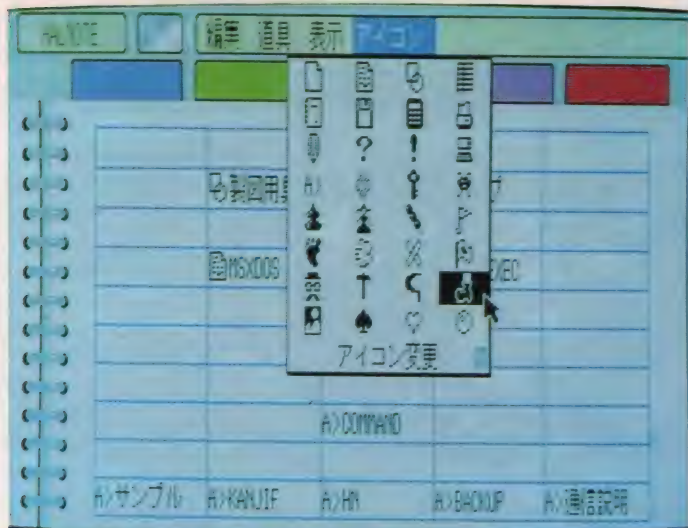 HALNOTE 編集 道具 表示 アイコン
製図用具
A>
MSXDOS EXEC
アイコン変更
A>COMMAND
A>サンプル A>KANJIF A>HN A>BACKUP A>通信説明